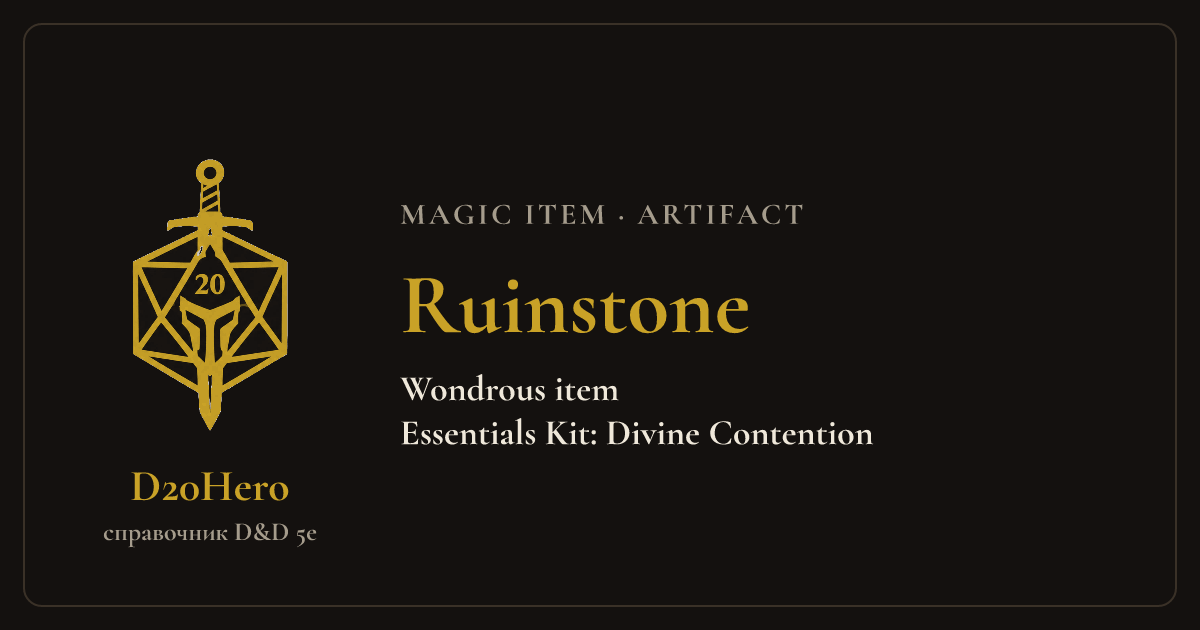 20
D20Hero
справочник D&D 5e
MAGIC ITEM · ARTIFACT
Ruinstone
Wondrous item
Essentials Kit: Divine Contention